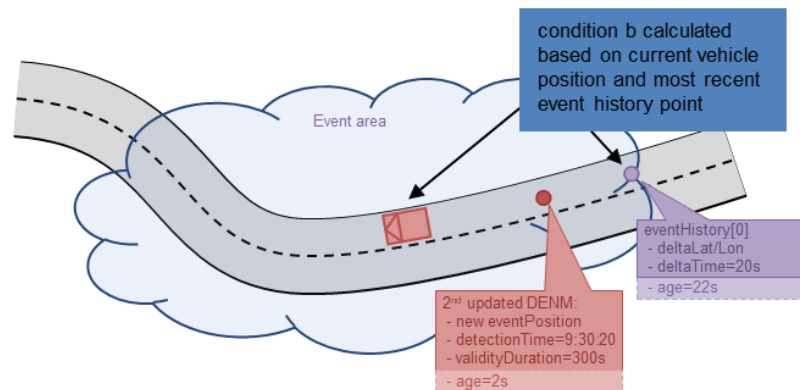 condition b calculated
based on current vehicle
position and most recent
event history point
Event area
eventHistory[0]
- deltaLat/Lon
- deltaTime=20s
- age=22s
2nd updated DENM:
- new eventPosition
- detectionTime=9:30:20
- validityDuration=300s
- age=2s